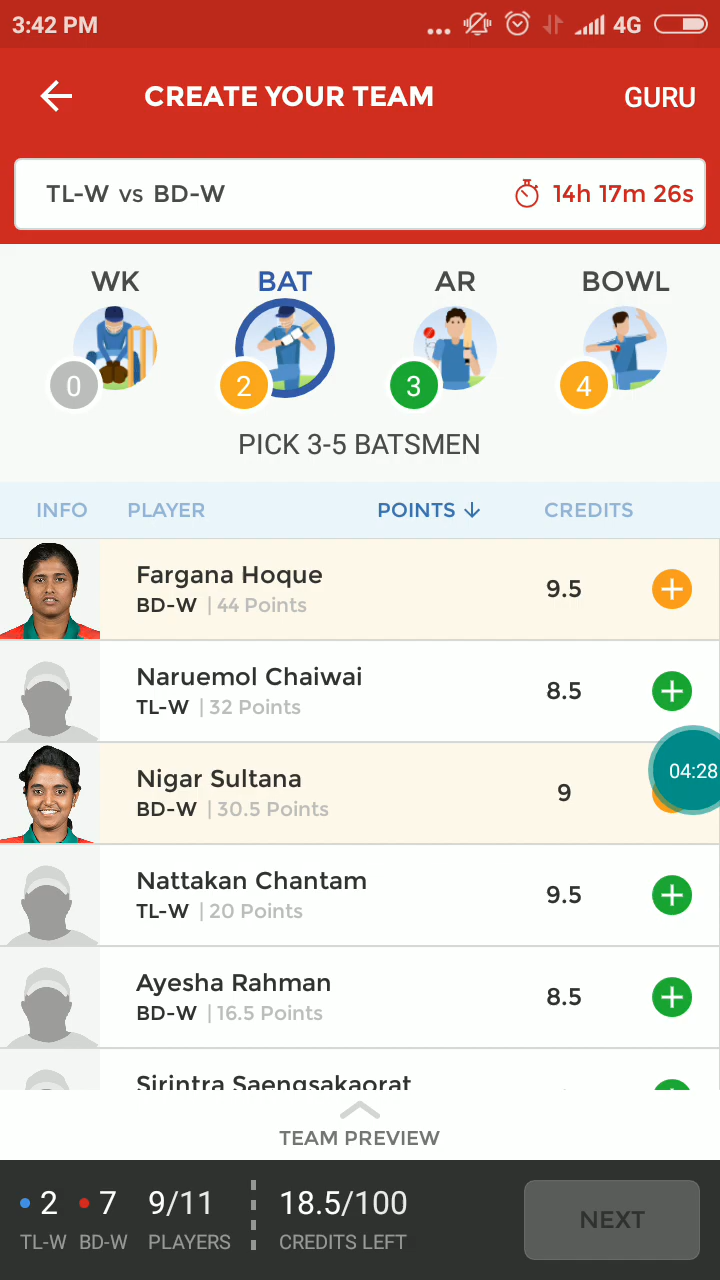 3:42 PM ... 4G
CREATE YOUR TEAM GURU
TL-W vs BD-W 14h 17m 26s
WK BAT AR BOWL
0 2 3 4
PICK 3-5 BATSMEN
INFO PLAYER POINTS ↓ CREDITS
Fargana Hoque
BD-W | 44 Points 9.5 +
Naruemol Chaiwai
TL-W | 32 Points 8.5 +
04:28
Nigar Sultana
BD-W | 30.5 Points 9
Nattakan Chantam
TL-W | 20 Points 9.5 +
Ayesha Rahman
BD-W | 16.5 Points 8.5 +
Sirintra Saengsakaorat
TEAM PREVIEW
2 7 9/11 18.5/100 NEXT
TL-W BD-W PLAYERS CREDITS LEFT